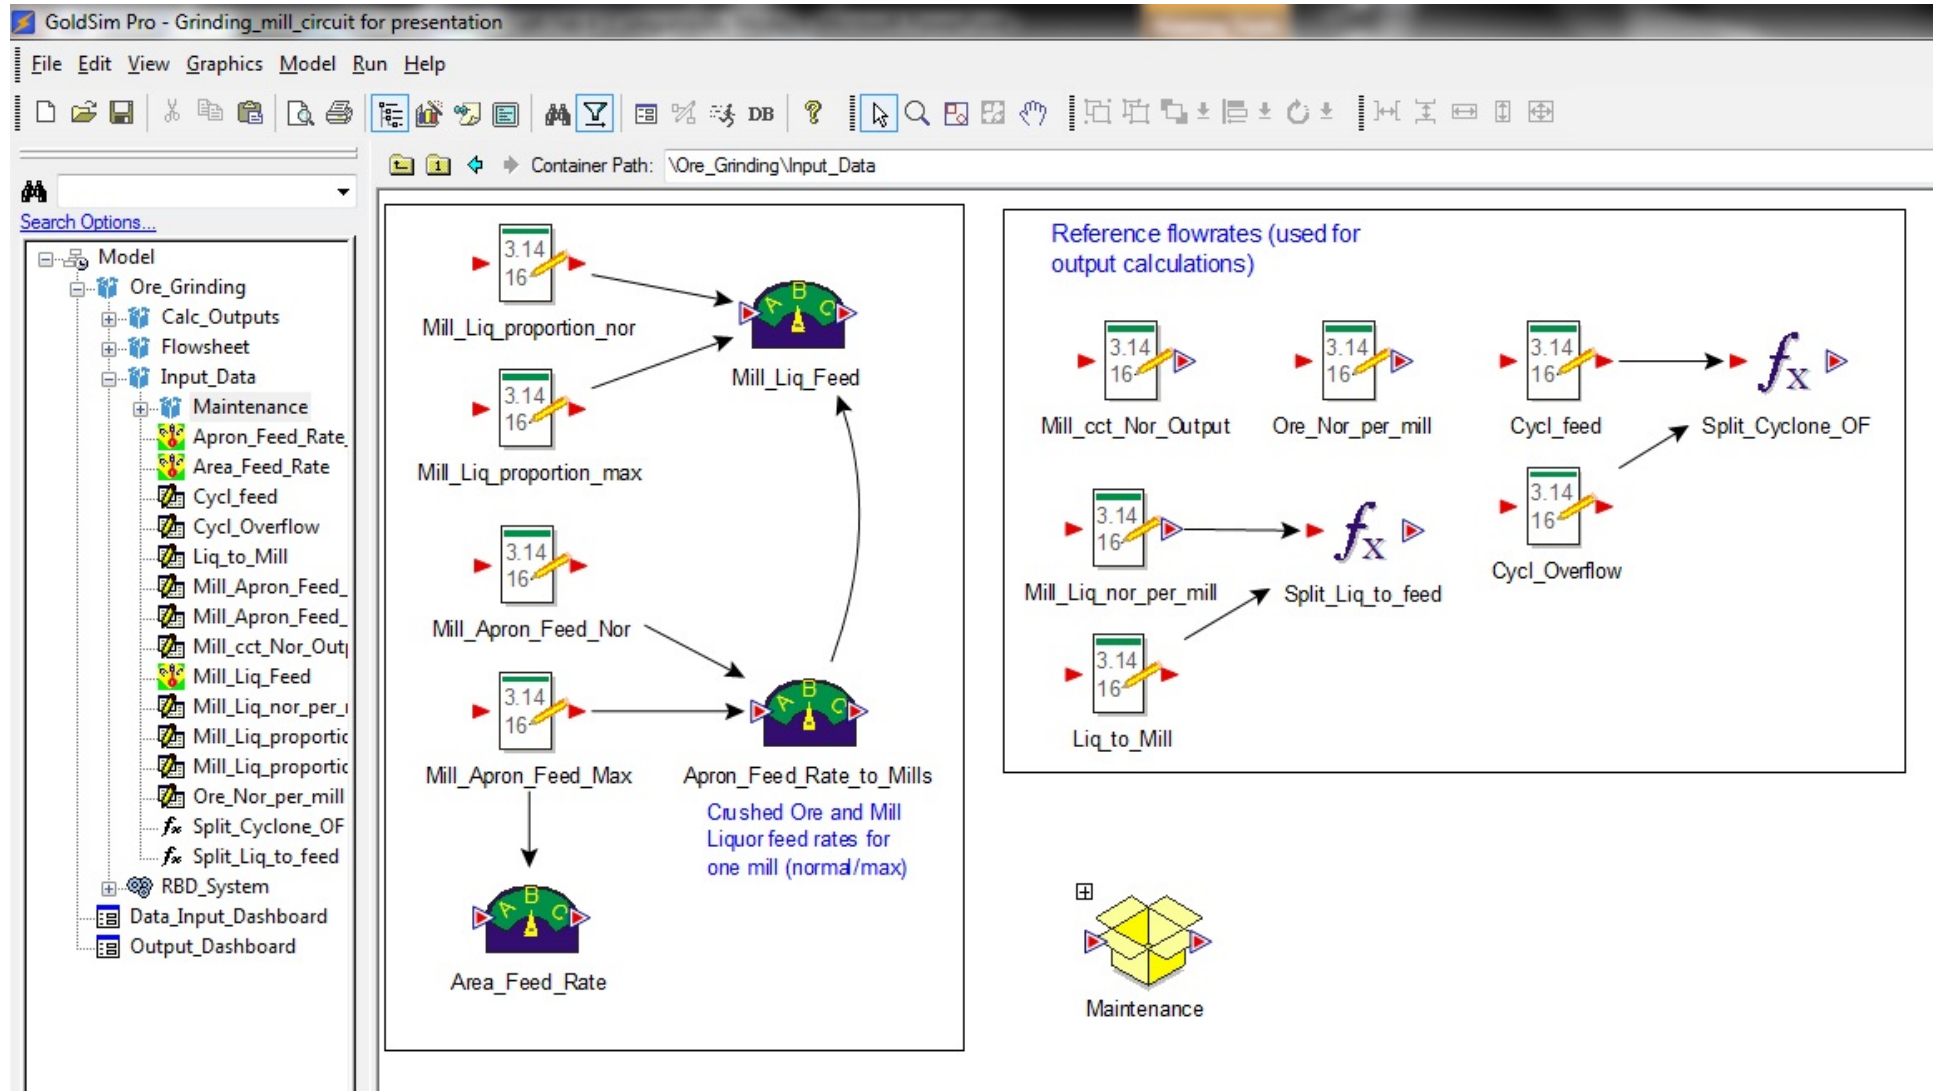 GoldSim Pro - Grinding_mill_circuit for presentation
File Edit View Graphics Model Run Help
DB
Container Path: \Ore_Grinding\Input_Data
Search Options...
Model
Ore_Grinding
Calc_Outputs
Flowsheet
Input_Data
Maintenance
Apron_Feed_Rate_
Area_Feed_Rate
Cycl_feed
Cycl_Overflow
Liq_to_Mill
Mill_Apron_Feed_
Mill_Apron_Feed_
Mill_cct_Nor_Outp
Mill_Liq_Feed
Mill_Liq_nor_per_
Mill_Liq_proportic
Mill_Liq_proportic
Ore_Nor_per_mill
fx Split_Cyclone_OF
fx Split_Liq_to_feed
RBD_System
Data_Input_Dashboard
Output_Dashboard
3.14
16
Mill_Liq_proportion_nor
A B C
Mill_Liq_Feed
3.14
16
Mill_Liq_proportion_max
3.14
16
Mill_Apron_Feed_Nor
3.14
16
Mill_Apron_Feed_Max
A B C
Apron_Feed_Rate_to_Mills
Crushed Ore and Mill
Liquor feed rates for
one mill (normal/max)
A B C
Area_Feed_Rate
Reference flowrates (used for
output calculations)
3.14
16
Mill_cct_Nor_Output
3.14
16
Ore_Nor_per_mill
3.14
16
Cycl_feed
fx
Split_Cyclone_OF
3.14
16
Mill_Liq_nor_per_mill
fx
Split_Liq_to_feed
3.14
16
Cycl_Overflow
3.14
16
Liq_to_Mill
Maintenance